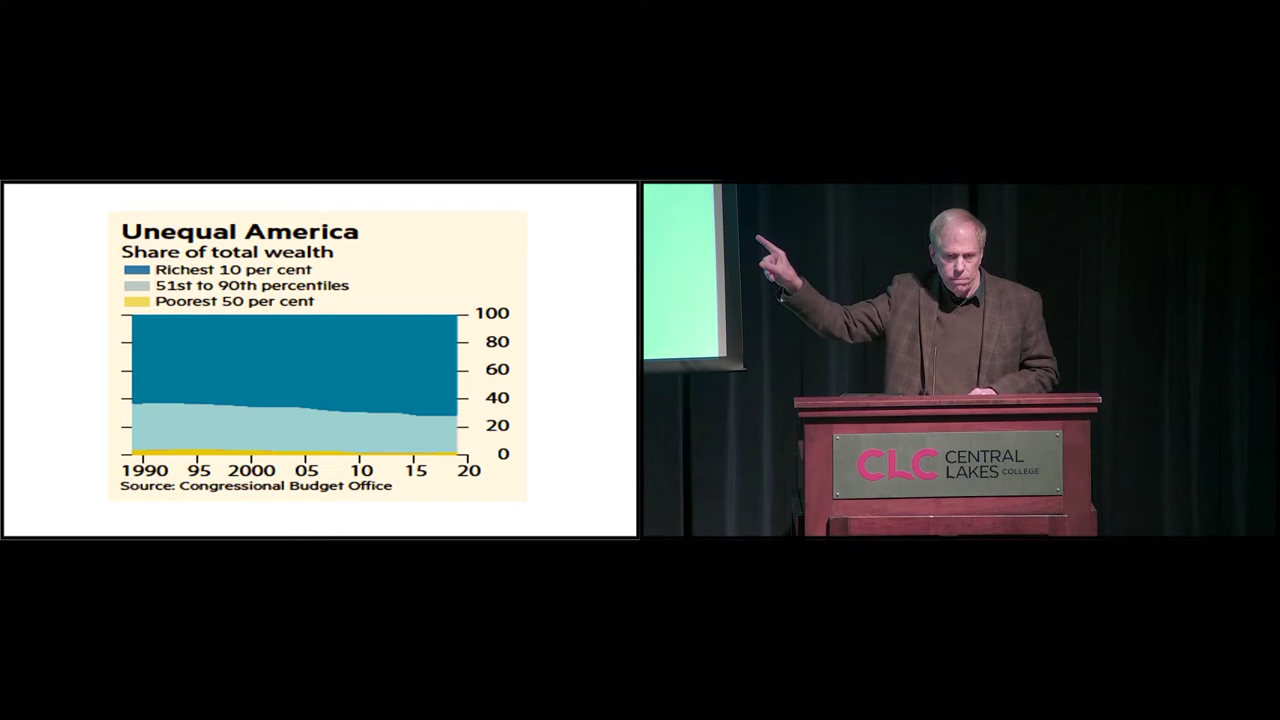 Unequal America
Share of total wealth
Richest 10 per cent
51st to 90th percentiles
Poorest 50 per cent
100
80
60
40
20
0
1990 95 2000 05 10 15 20
Source: Congressional Budget Office
CLC CENTRAL
LAKES COLLEGE